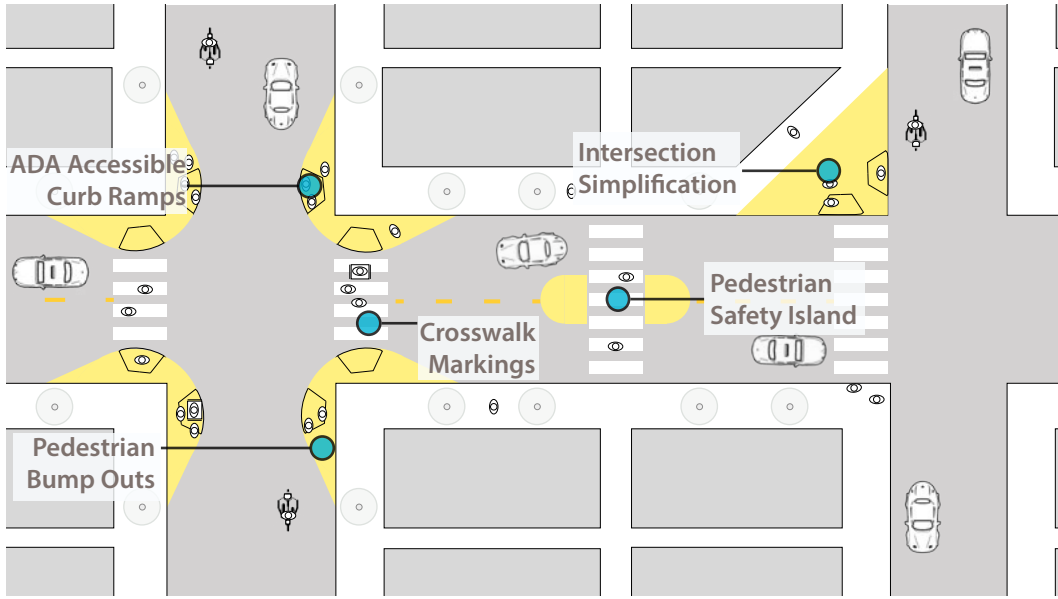 ADA Accessible
Curb Ramps
Intersection
Simplification
Pedestrian
Safety Island
Crosswalk
Markings
Pedestrian
Bump Outs